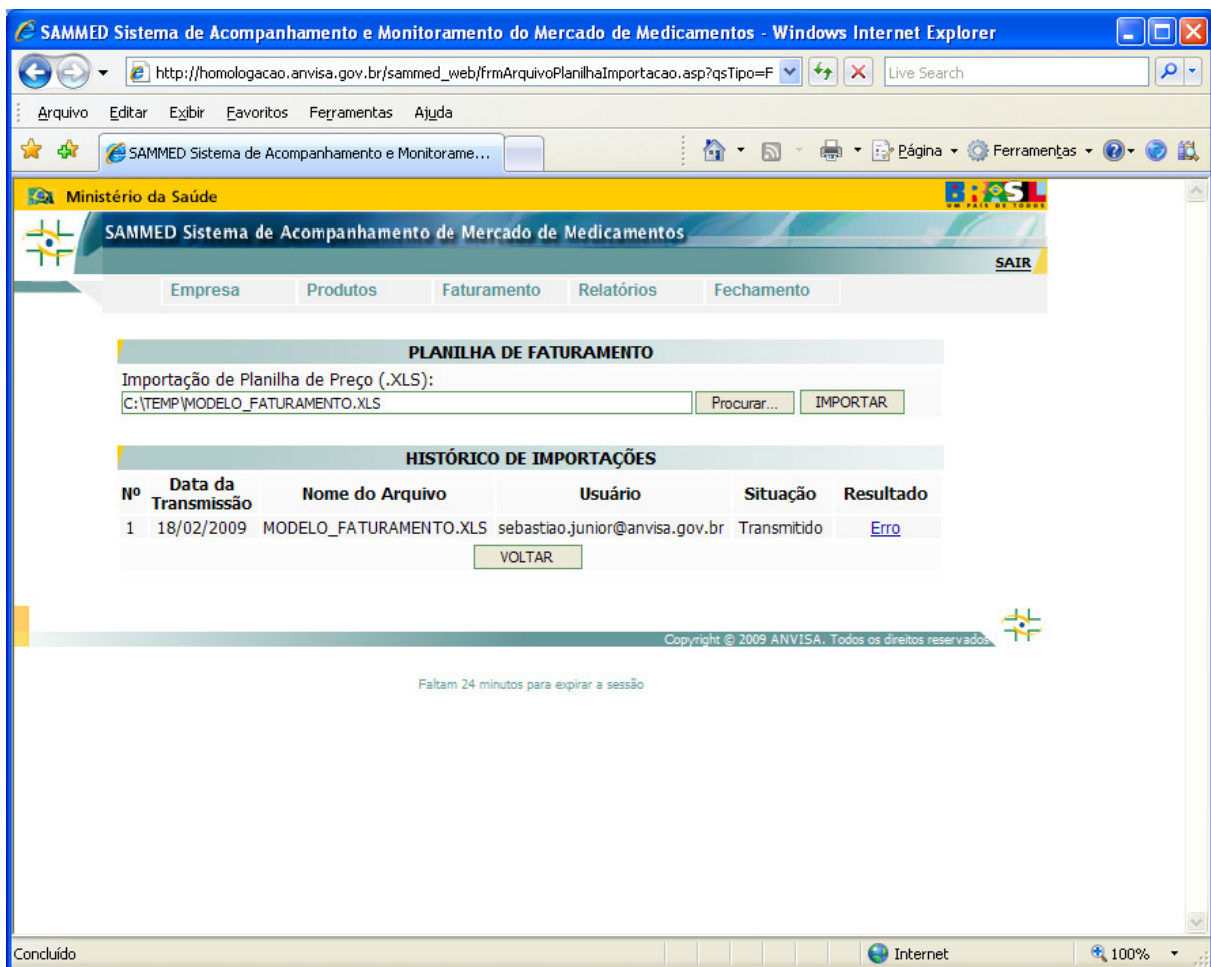 SAMMED Sistema de Acompanhamento e Monitoramento do Mercado de Medicamentos - Windows Internet Explorer
http://homologacao.anvisa.gov.br/sammed_web/frmArquivoPlanilhaImportacao.asp?qsTipo=F Live Search
Arquivo Editar Exibir Favoritos Ferramentas Ajuda
SAMMED Sistema de Acompanhamento e Monitorame... Página Ferramentas
Ministério da Saúde BRASIL
UM PAÍS DE TODOS
SAMMED Sistema de Acompanhamento de Mercado de Medicamentos
SAIR
Empresa Produtos Faturamento Relatórios Fechamento
PLANILHA DE FATURAMENTO
Importação de Planilha de Preço (.XLS):
C:\TEMP\MODELO_FATURAMENTO.XLS Procurar... IMPORTAR
HISTÓRICO DE IMPORTAÇÕES
Nº Data da Transmissão Nome do Arquivo Usuário Situação Resultado
1 18/02/2009 MODELO_FATURAMENTO.XLS sebastiao.junior@anvisa.gov.br Transmitido Erro
VOLTAR
Copyright © 2009 ANVISA. Todos os direitos reservados
Faltam 24 minutos para expirar a sessão
Concluído Internet 100%